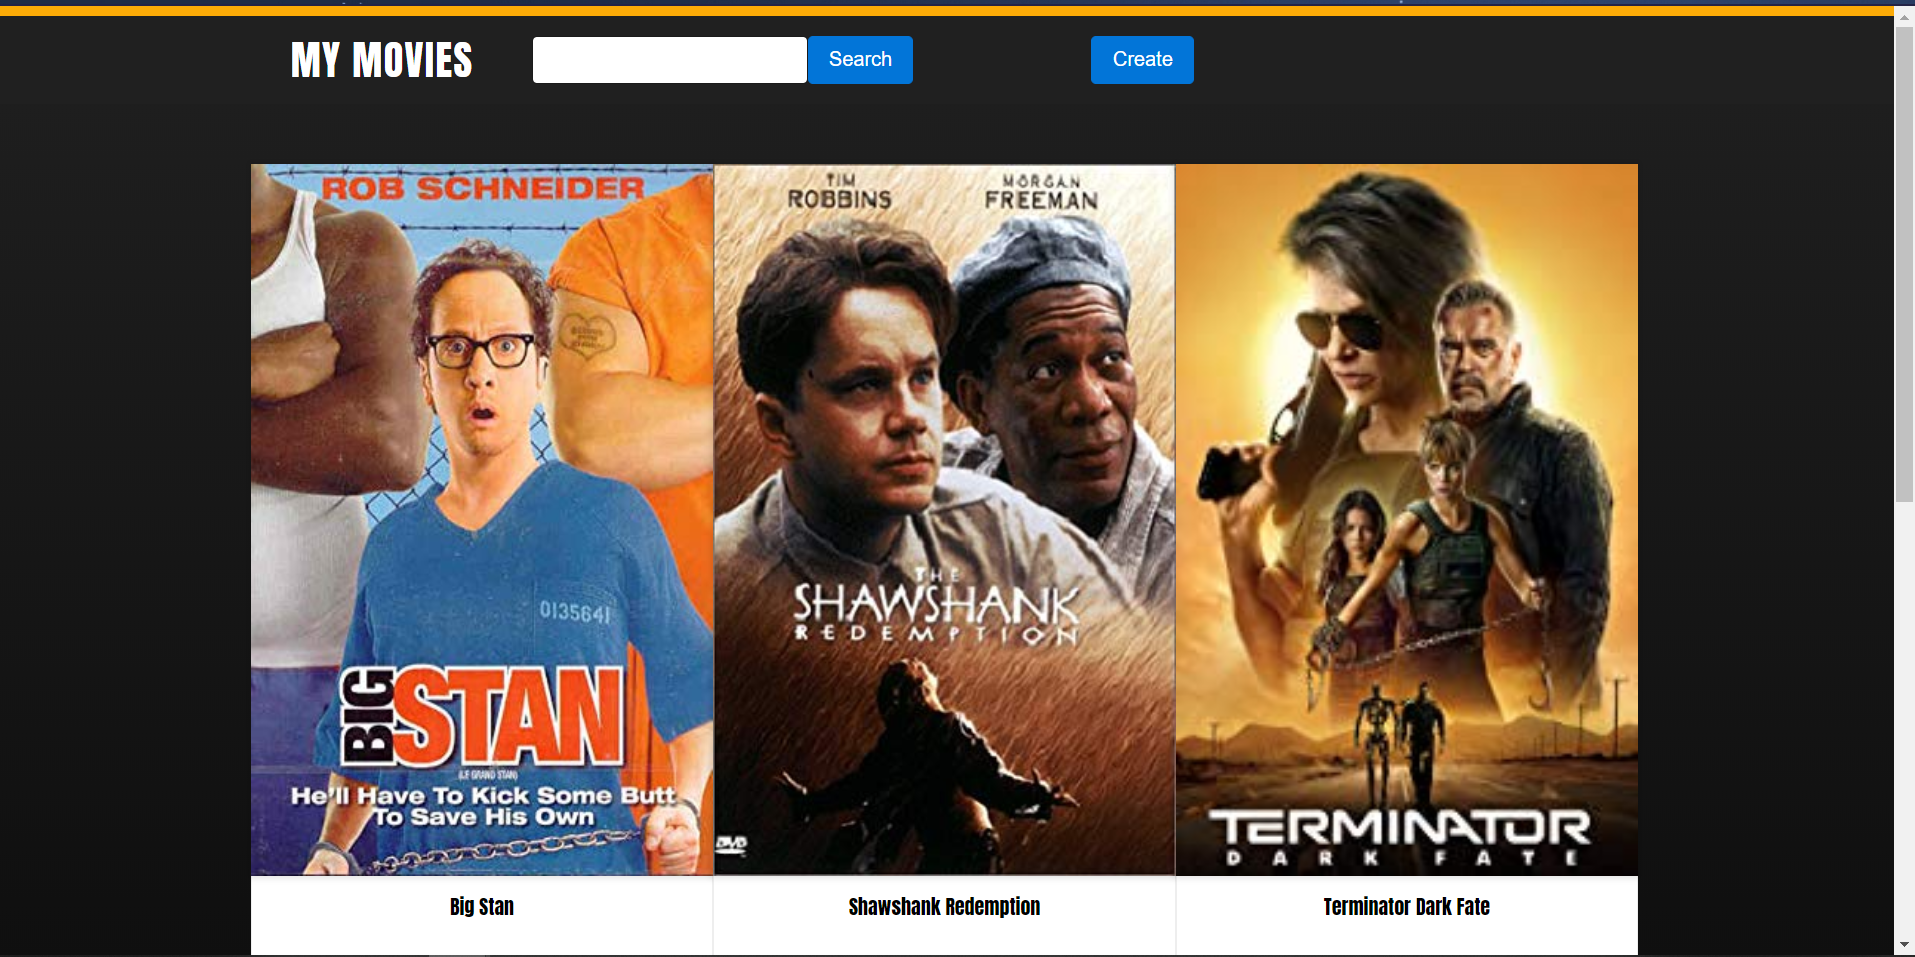 MY MOVIES
Search
Create
ROB SCHNEIDER
0135641
BIG
STAN
(LE GRAND STAN)
He'll Have To Kick Some Butt
To Save His Own
TIM
ROBBINS
MORGAN
FREEMAN
THE
SHAWSHANK
REDEMPTION
DVD
TERMINATOR
DARK FATE
Big Stan
Shawshank Redemption
Terminator Dark Fate